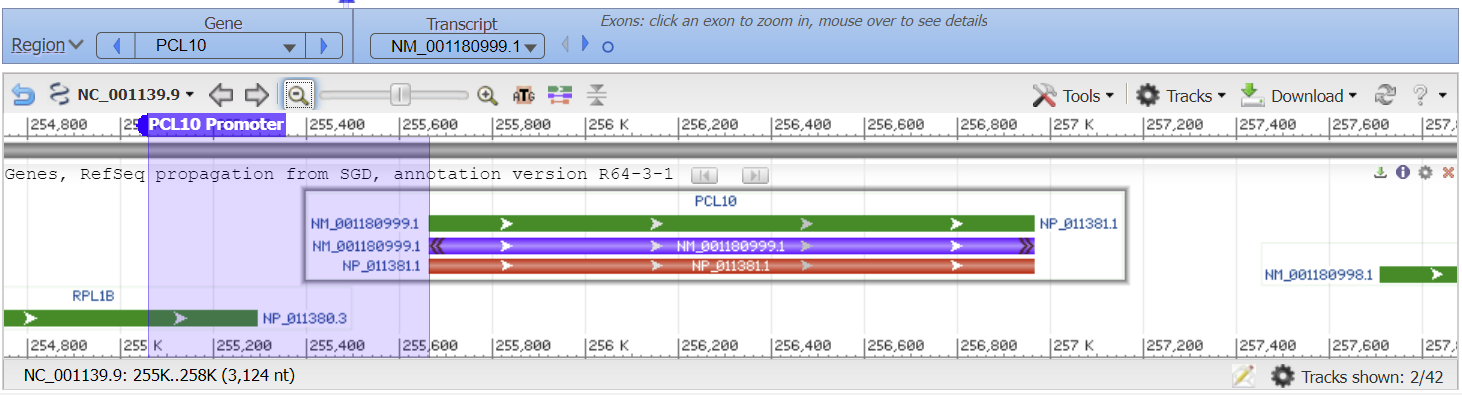 Gene Transcript Exons: click an exon to zoom in, mouse over to see details
Region PCL10 NM_001180999.1
NC_001139.9 Tools Tracks Download ?
PCL10 Promoter
254,800 255,400 255,600 255,800 256 K 256,200 256,400 256,600 256,800 257 K 257,200 257,400 257,600
Genes, RefSeq propagation from SGD, annotation version R64-3-1
PCL10
NM_001180999.1 NP_011381.1
NM_001180999.1 NM_001180999.1
NP_011381.1 NP_011381.1
NM_001180998.1
RPL1B
NP_011380.3
254,800 255 K 255,200 255,400 255,600 255,800 256 K 256,200 256,400 256,600 256,800 257 K 257,200 257,400 257,600
NC_001139.9: 255K..258K (3,124 nt) Tracks shown: 2/42